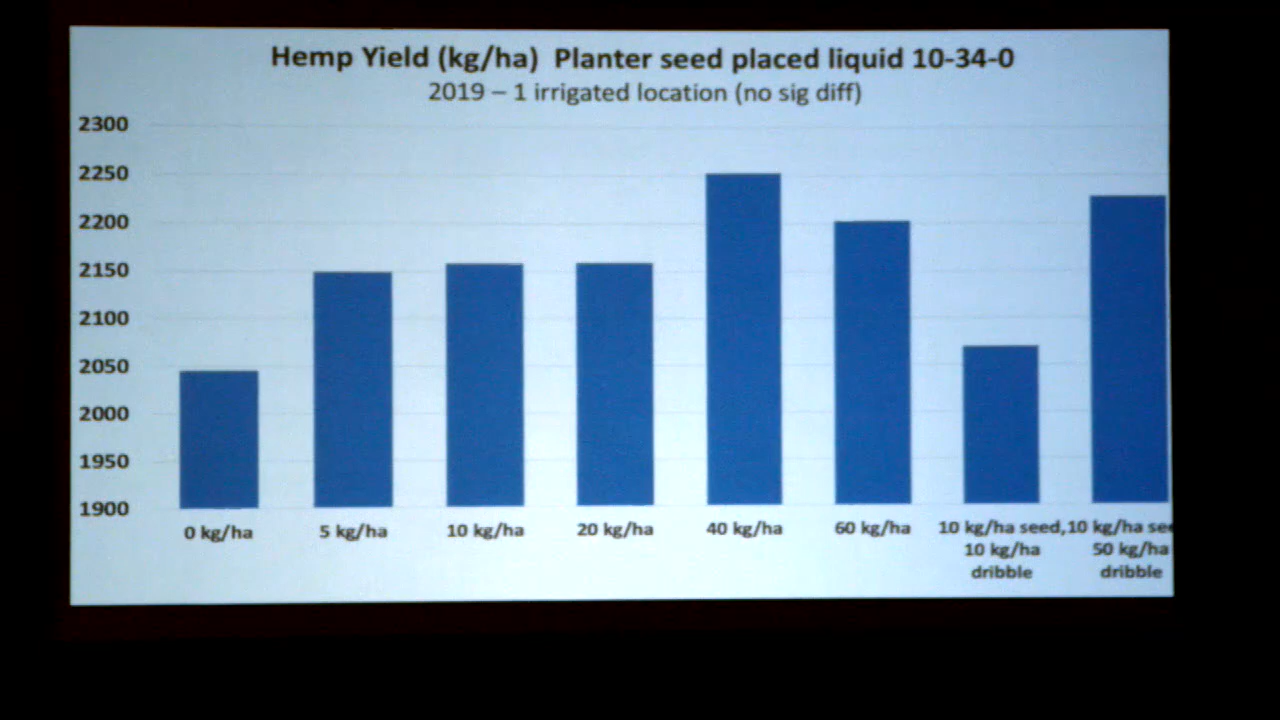 Hemp Yield (kg/ha) Planter seed placed liquid 10-34-0
2019 – 1 irrigated location (no sig diff)
2300
2250
2200
2150
2100
2050
2000
1950
1900
0 kg/ha
5 kg/ha
10 kg/ha
20 kg/ha
40 kg/ha
60 kg/ha
10 kg/ha seed,
10 kg/ha
dribble
10 kg/ha see
50 kg/ha
dribble